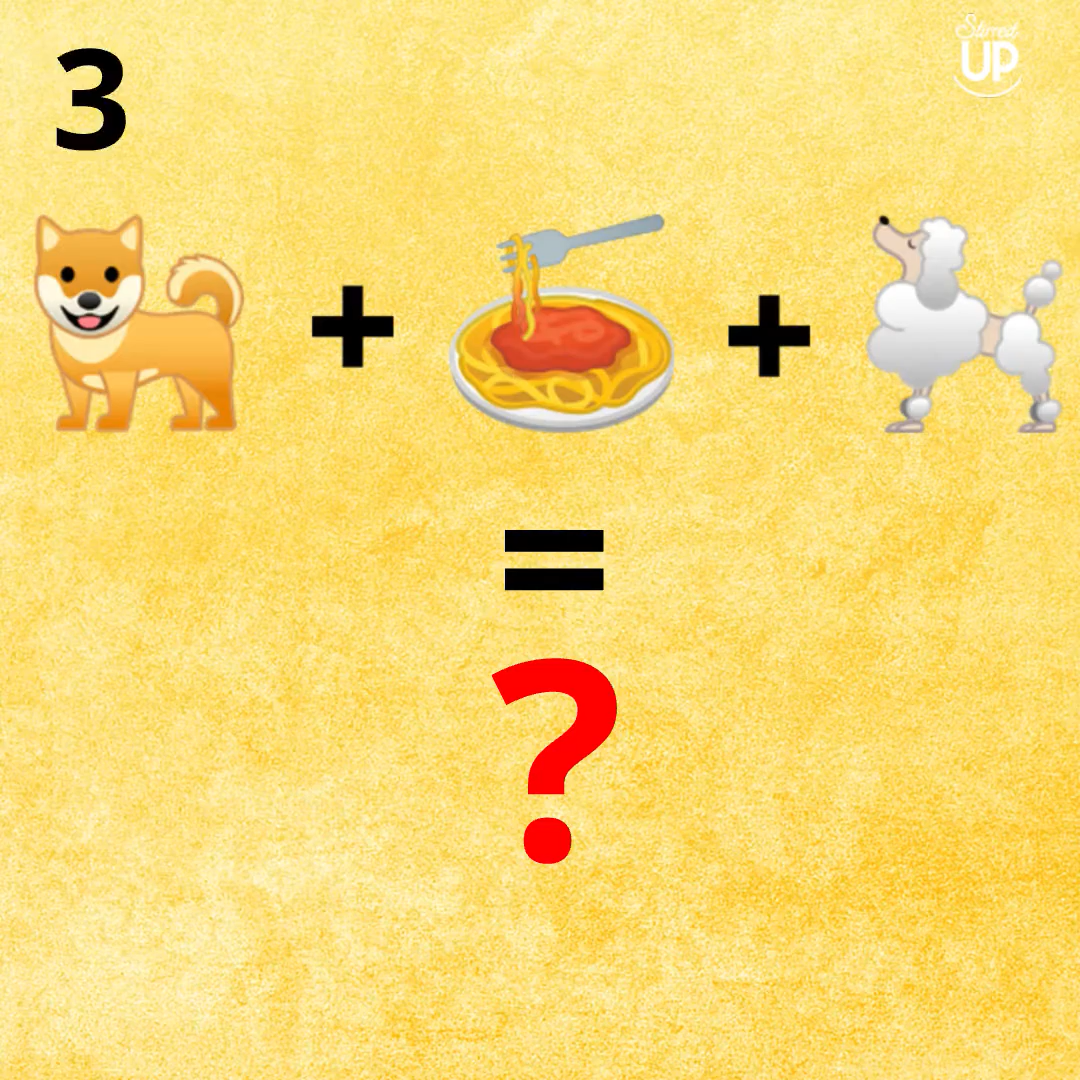 Stirred
UP
3
+ +
=
?